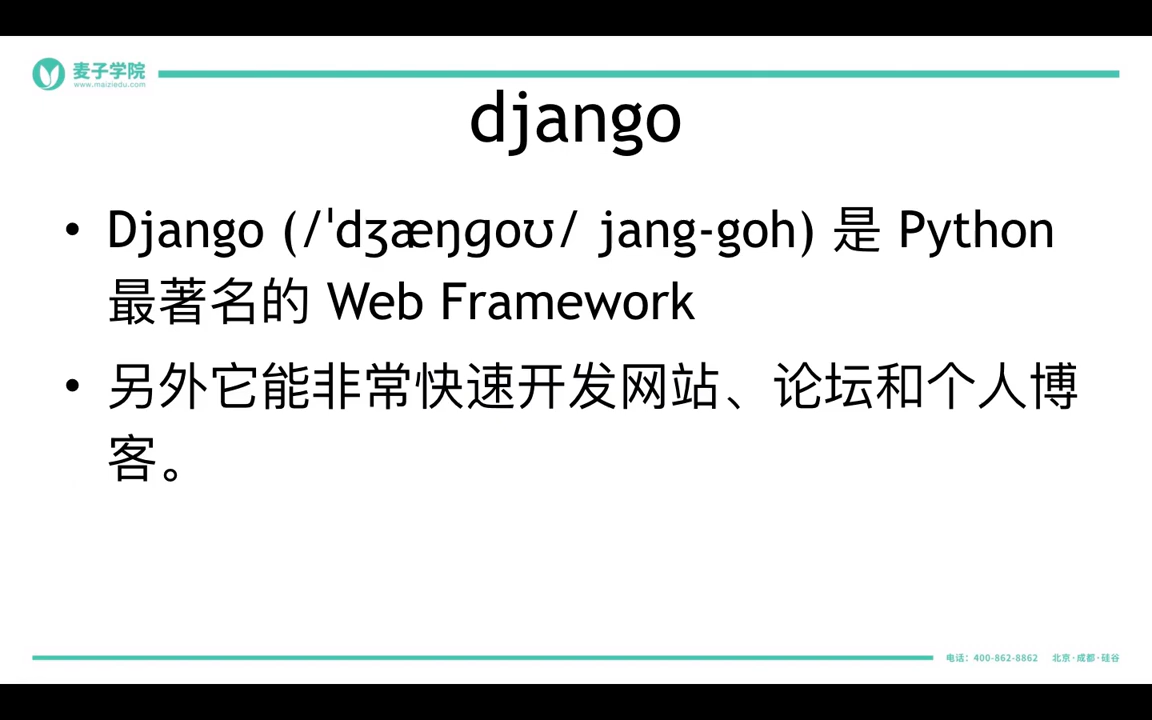 麦子学院
www.maiziedu.com
django
• Django (/ˈdʒæŋɡoʊ/ jang-goh) 是 Python
最著名的 Web Framework
• 另外它能非常快速开发网站、论坛和个人博
客。
电话：400-862-8862 北京·成都·硅谷